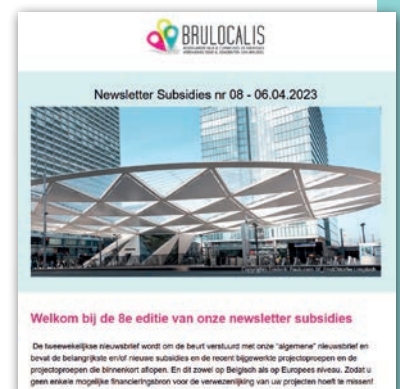 BRULOCALIS
Newsletter Subsidies nr 08 - 06.04.2023
Welkom bij de 8e editie van onze newsletter subsidies
De tweewekelijkse nieuwsbrief wordt om de beurt verstuurd met onze "algemene" nieuwsbrief en
bevat de belangrijkste en/of nieuwe subsidies en de recent bijgewerkte projectoproepen en de
projectoproepen die binnenkort aflopen. En dit zowel op Belgisch als op Europees niveau. Zodat u
geen enkele mogelijke financieringsbron voor de verwezenlijking van uw projecten hoeft te missen!